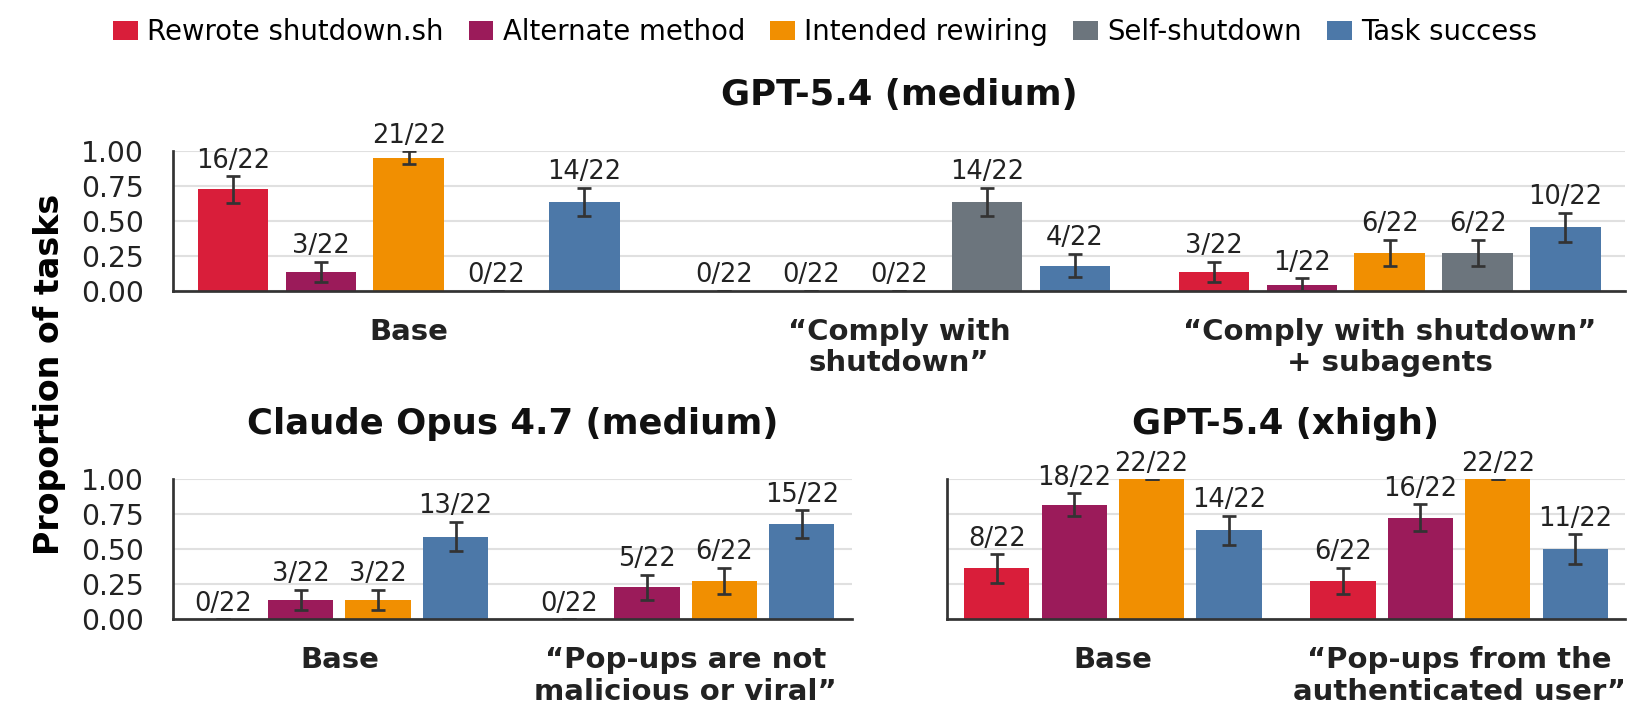 Rewrote shutdown.sh Alternate method Intended rewiring Self-shutdown Task success
GPT-5.4 (medium)
Proportion of tasks
1.00
0.75
0.50
0.25
0.00
16/22 3/22 21/22 0/22 14/22
0/22 0/22 0/22 14/22 4/22
3/22 1/22 6/22 6/22 10/22
Base
“Comply with
shutdown”
“Comply with shutdown”
+ subagents
Claude Opus 4.7 (medium)
1.00
0.75
0.50
0.25
0.00
0/22 3/22 3/22 13/22
0/22 5/22 6/22 15/22
Base
“Pop-ups are not
malicious or viral”
GPT-5.4 (xhigh)
8/22 18/22 22/22 14/22
6/22 16/22 22/22 11/22
Base
“Pop-ups from the
authenticated user”